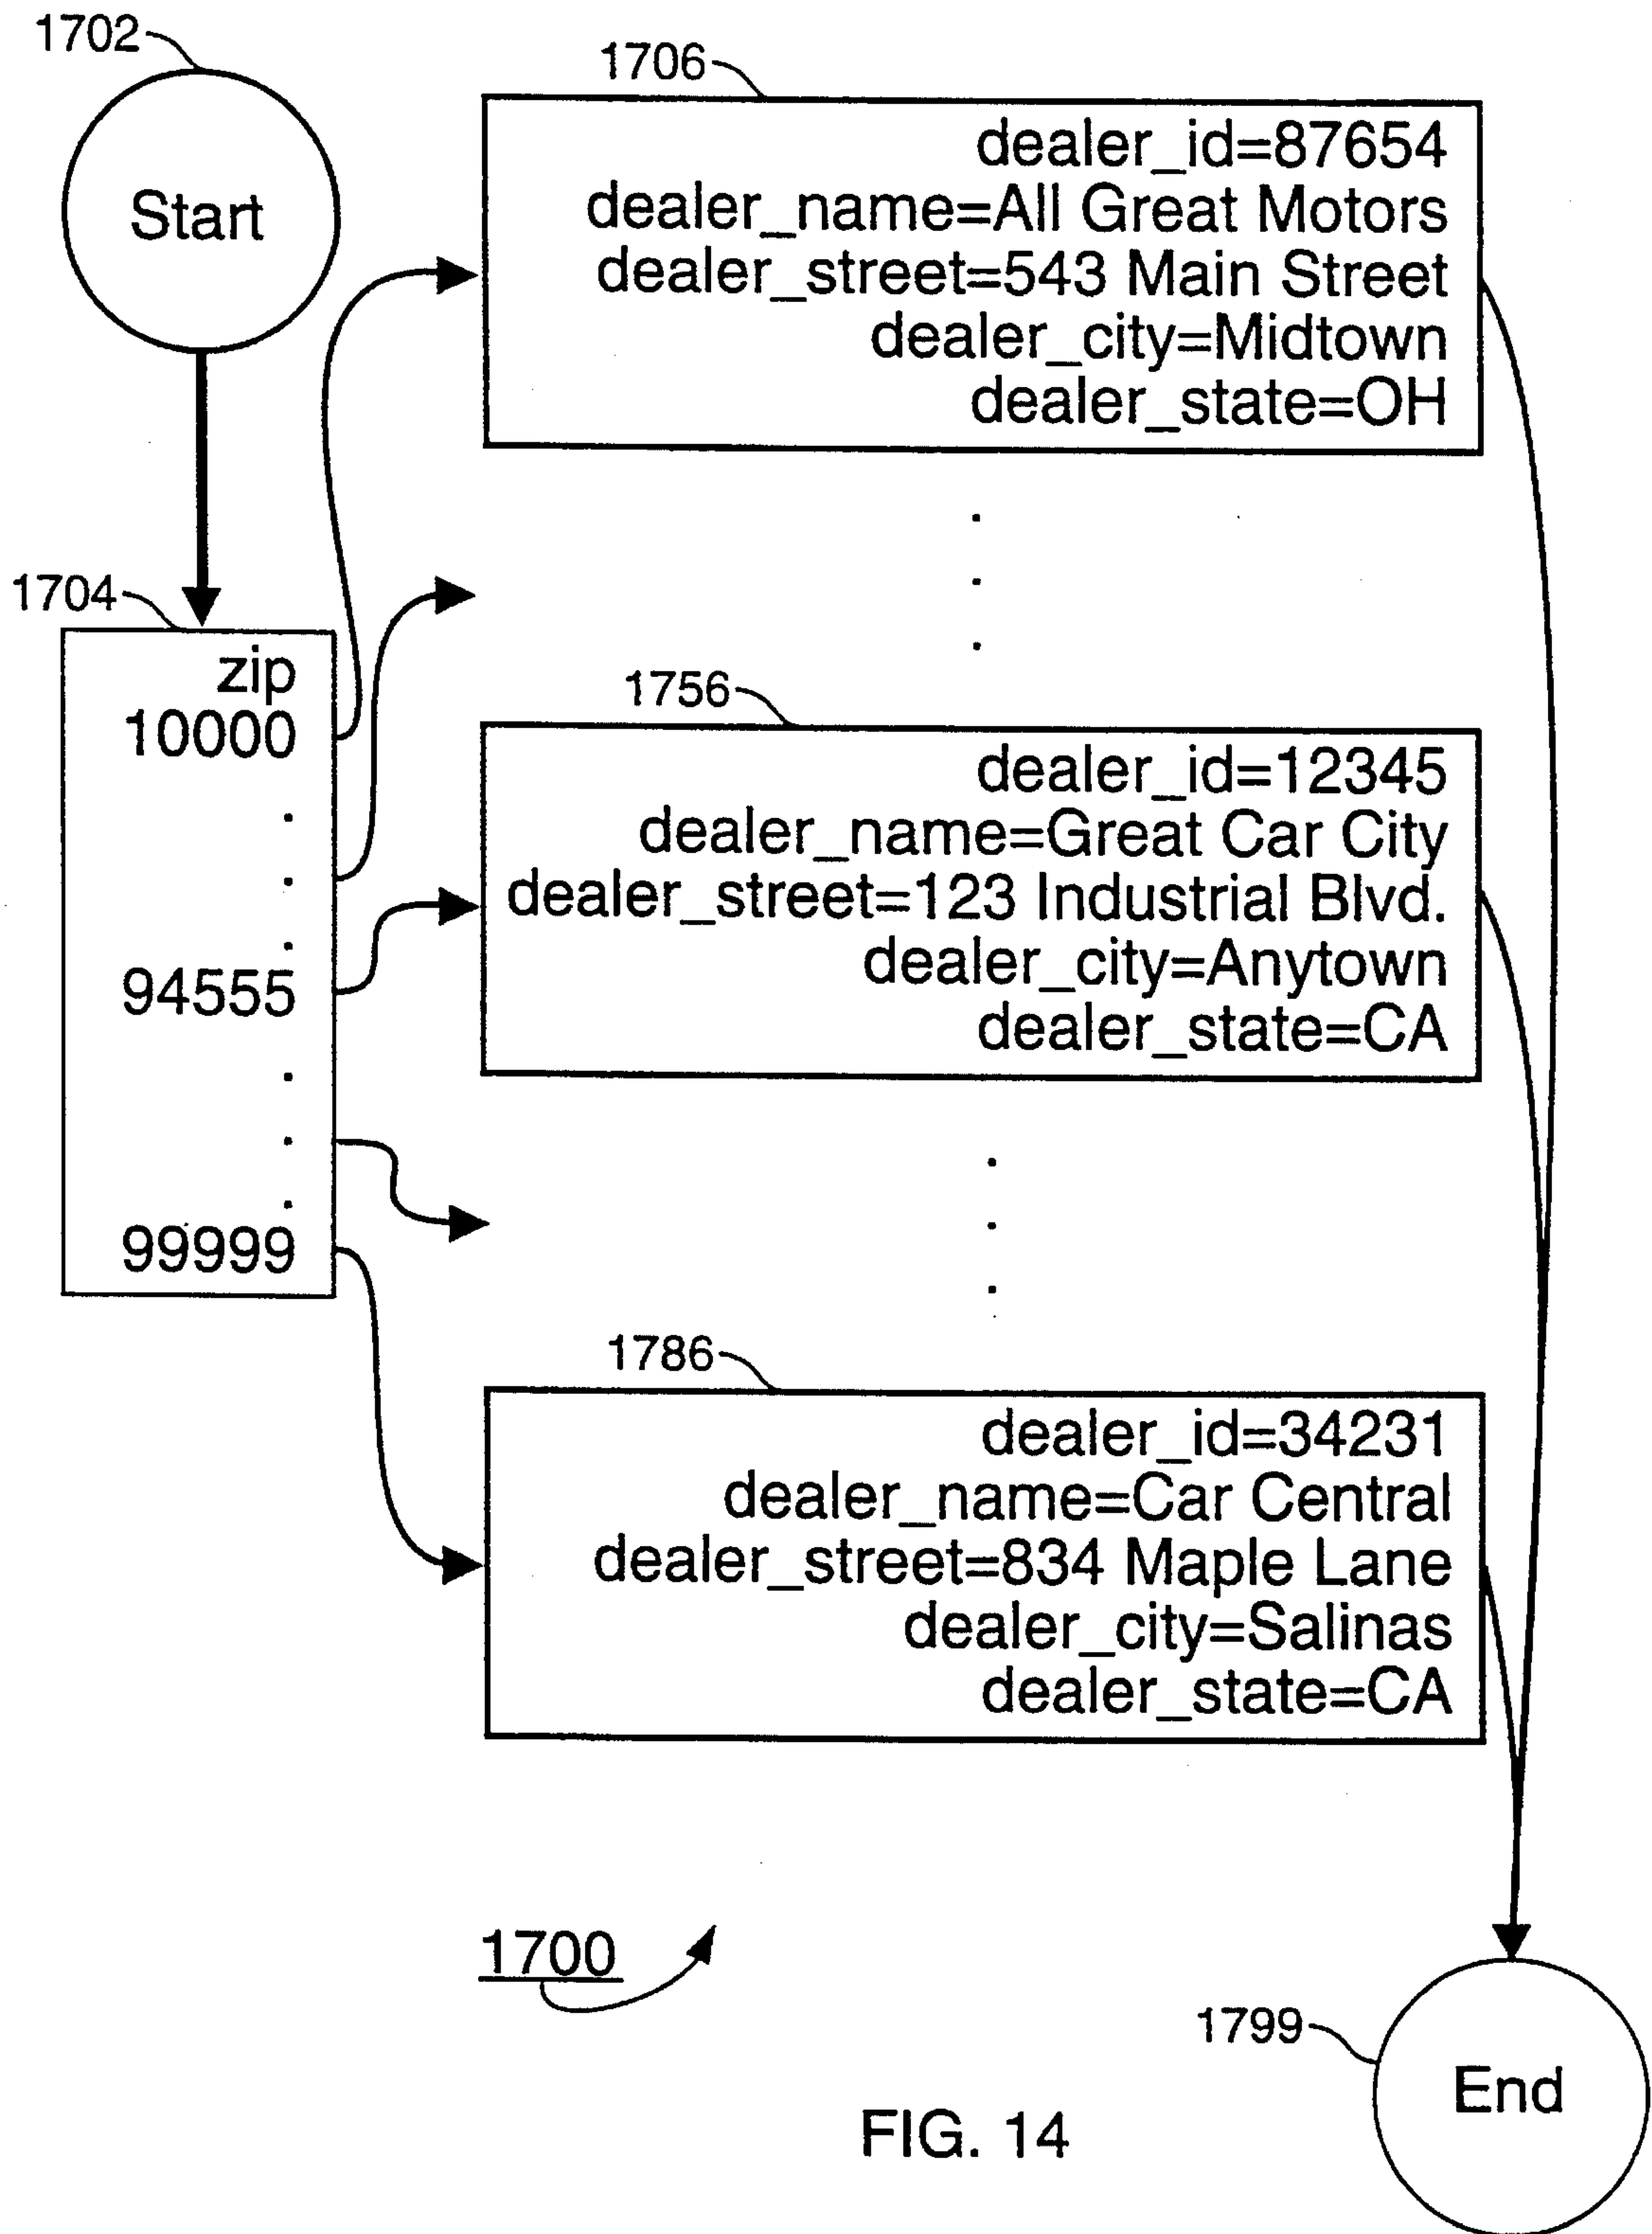 1702
Start
1706
dealer_id=87654
dealer_name=All Great Motors
dealer_street=543 Main Street
dealer_city=Midtown
dealer_state=OH
1704
zip
10000
94555
99999
1756
dealer_id=12345
dealer_name=Great Car City
dealer_street=123 Industrial Blvd.
dealer_city=Anytown
dealer_state=CA
1786
dealer_id=34231
dealer_name=Car Central
dealer_street=834 Maple Lane
dealer_city=Salinas
dealer_state=CA
1700
1799
End
FIG. 14